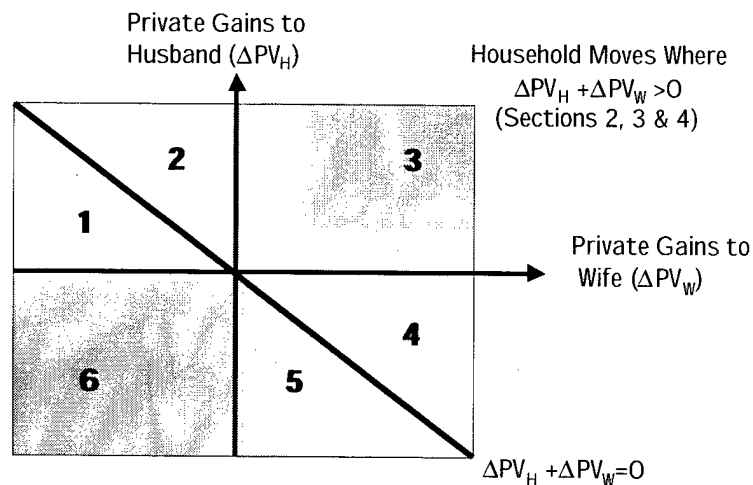 Private Gains to
Husband (ΔPV_H)
Household Moves Where
ΔPV_H +ΔPV_W >0
(Sections 2, 3 & 4)
2
3
1
Private Gains to
Wife (ΔPV_W)
4
6
5
ΔPV_H +ΔPV_W=0